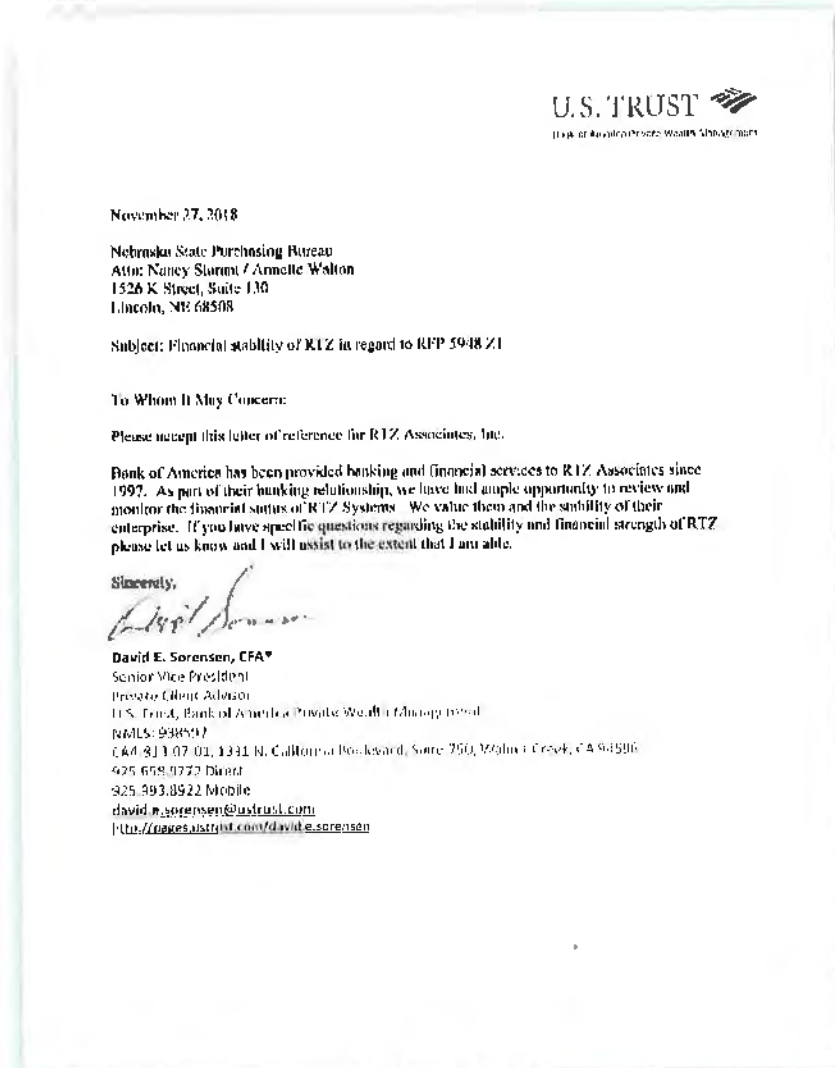 U.S. TRUST
Bank of America Private Wealth Management
November 27, 2018
Nebraska State Purchasing Bureau
Attn: Nancy Storant / Annette Walton
1526 K Street, Suite 130
Lincoln, NE 68508
Subject: Financial stability of RTZ in regard to RFP 5948 Z1
To Whom It May Concern:
Please accept this letter of reference for RTZ Associates, Inc.
Bank of America has been provided banking and financial services to RTZ Associates since
1997. As part of their banking relationship, we have had ample opportunity to review and
monitor the financial status of RTZ Systems. We value them and the stability of their
enterprise. If you have specific questions regarding the stability and financial strength of RTZ
please let us know and I will assist to the extent that I am able.
Sincerely,
David E. Sorensen, CFA®
Senior Vice President
Private Client Advisor
U.S. Trust, Bank of America Private Wealth Management
NMLS: 938597
1331 N. California Boulevard, Suite 750, Walnut Creek, CA 94596
Direct
925.993.8922 Mobile
david.e.sorensen@ustrust.com
http://pages.ustrust.com/david.e.sorensen